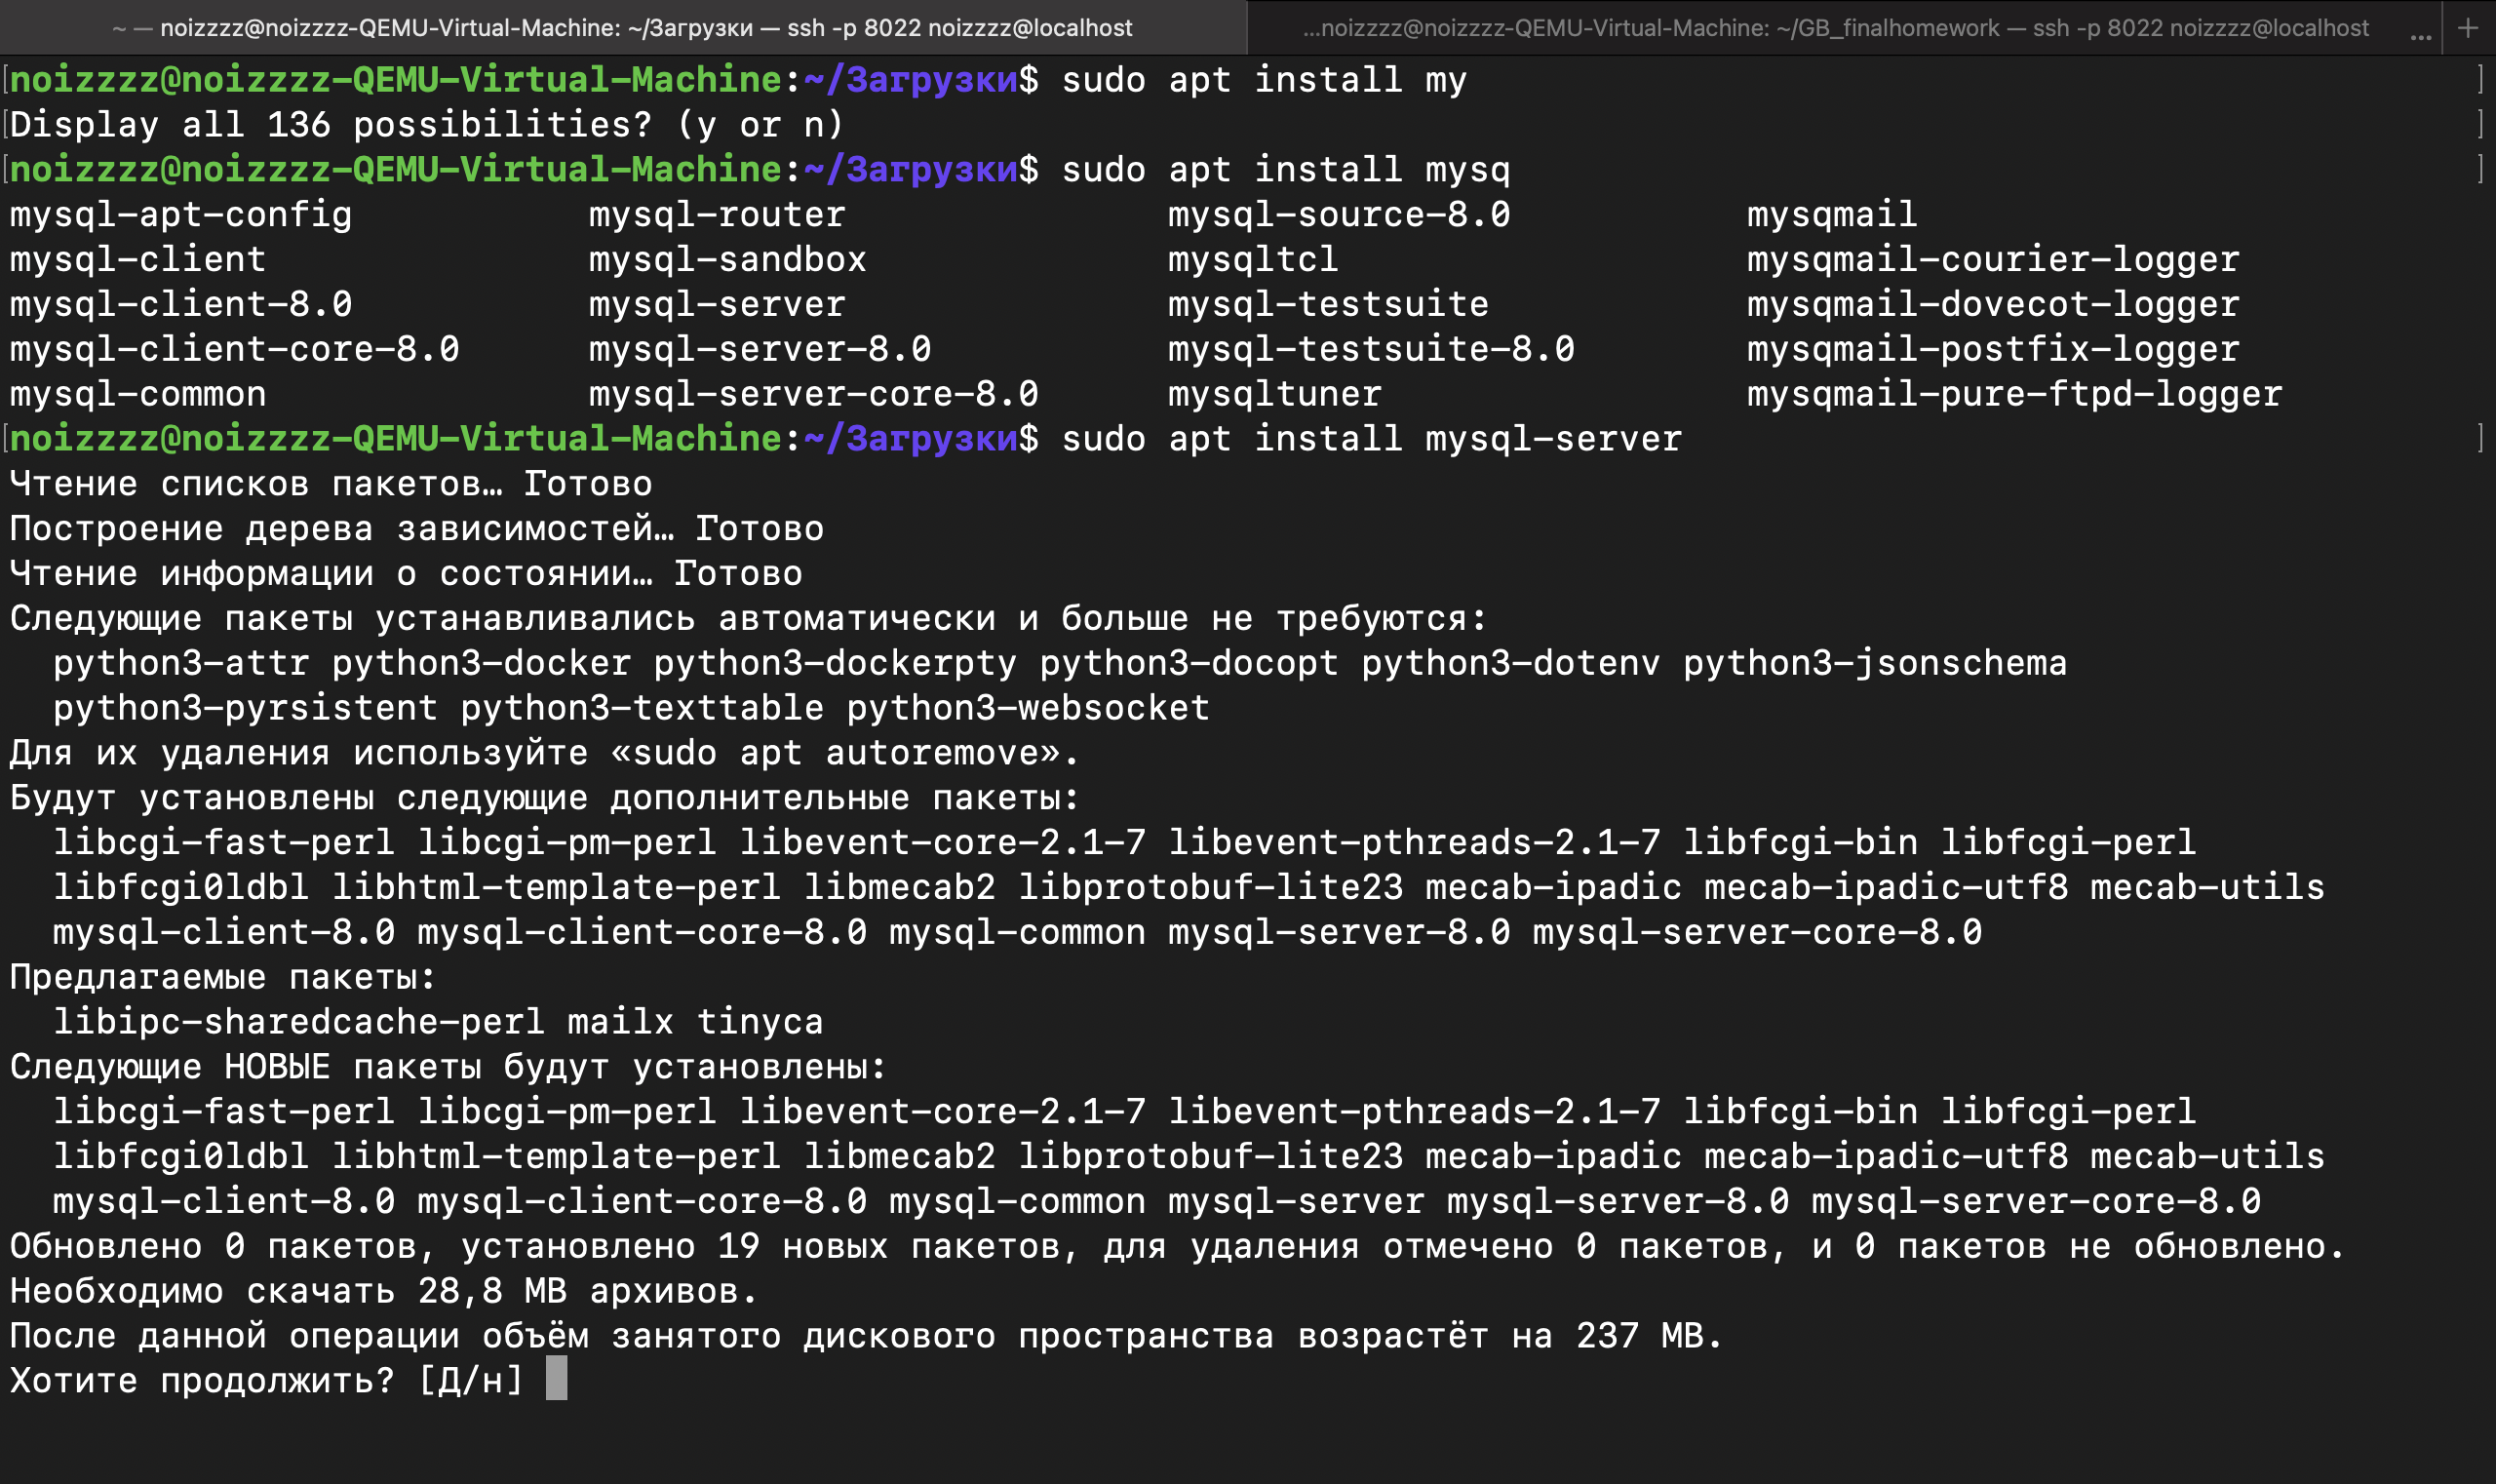 ~ — noizzzz@noizzzz-QEMU-Virtual-Machine: ~/Загрузки — ssh -p 8022 noizzzz@localhost
...noizzzz@noizzzz-QEMU-Virtual-Machine: ~/GB_finalhomework — ssh -p 8022 noizzzz@localhost ... +
[noizzzz@noizzzz-QEMU-Virtual-Machine:~/Загрузки$ sudo apt install my ]
[Display all 136 possibilities? (y or n) ]
[noizzzz@noizzzz-QEMU-Virtual-Machine:~/Загрузки$ sudo apt install mysq ]
mysql-apt-config mysql-router mysql-source-8.0 mysqmail
mysql-client mysql-sandbox mysqltcl mysqmail-courier-logger
mysql-client-8.0 mysql-server mysql-testsuite mysqmail-dovecot-logger
mysql-client-core-8.0 mysql-server-8.0 mysql-testsuite-8.0 mysqmail-postfix-logger
mysql-common mysql-server-core-8.0 mysqltuner mysqmail-pure-ftpd-logger
[noizzzz@noizzzz-QEMU-Virtual-Machine:~/Загрузки$ sudo apt install mysql-server ]
Чтение списков пакетов… Готово
Построение дерева зависимостей… Готово
Чтение информации о состоянии… Готово
Следующие пакеты устанавливались автоматически и больше не требуются:
python3-attr python3-docker python3-dockerpty python3-docopt python3-dotenv python3-jsonschema
python3-pyrsistent python3-texttable python3-websocket
Для их удаления используйте «sudo apt autoremove».
Будут установлены следующие дополнительные пакеты:
libcgi-fast-perl libcgi-pm-perl libevent-core-2.1-7 libevent-pthreads-2.1-7 libfcgi-bin libfcgi-perl
libfcgi0ldbl libhtml-template-perl libmecab2 libprotobuf-lite23 mecab-ipadic mecab-ipadic-utf8 mecab-utils
mysql-client-8.0 mysql-client-core-8.0 mysql-common mysql-server-8.0 mysql-server-core-8.0
Предлагаемые пакеты:
libipc-sharedcache-perl mailx tinyca
Следующие НОВЫЕ пакеты будут установлены:
libcgi-fast-perl libcgi-pm-perl libevent-core-2.1-7 libevent-pthreads-2.1-7 libfcgi-bin libfcgi-perl
libfcgi0ldbl libhtml-template-perl libmecab2 libprotobuf-lite23 mecab-ipadic mecab-ipadic-utf8 mecab-utils
mysql-client-8.0 mysql-client-core-8.0 mysql-common mysql-server mysql-server-8.0 mysql-server-core-8.0
Обновлено 0 пакетов, установлено 19 новых пакетов, для удаления отмечено 0 пакетов, и 0 пакетов не обновлено.
Необходимо скачать 28,8 MB архивов.
После данной операции объём занятого дискового пространства возрастёт на 237 MB.
Хотите продолжить? [Д/н]